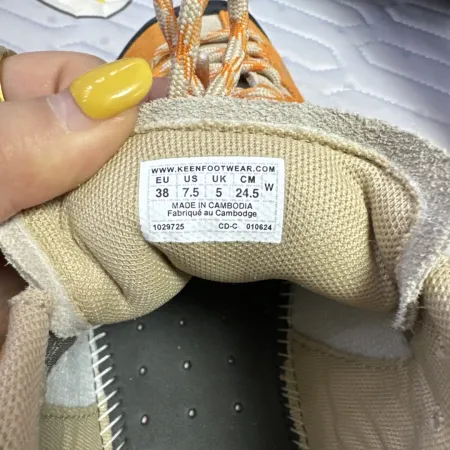 WWW.KEENFOOTWEAR.COM
EU US UK CM
38 7.5 5 24.5 W
MADE IN CAMBODIA
Fabriqué au Cambodge
1029725 CD-C 010624